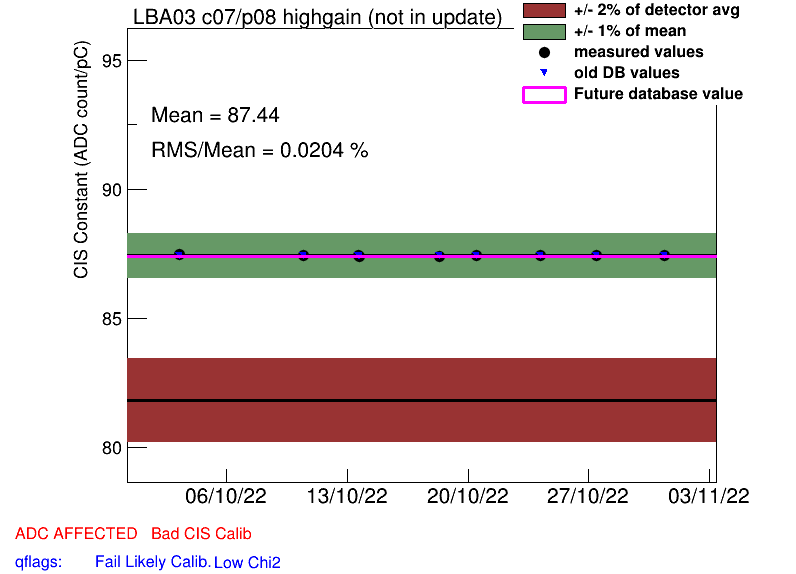 LBA03 c07/p08 highgain (not in update)
+/- 2% of detector avg
+/- 1% of mean
measured values
old DB values
Future database value
CIS Constant (ADC count/pC)
95
90
85
80
Mean = 87.44
RMS/Mean = 0.0204 %
06/10/22 13/10/22 20/10/22 27/10/22 03/11/22
ADC AFFECTED Bad CIS Calib
qflags: Fail Likely Calib. Low Chi2